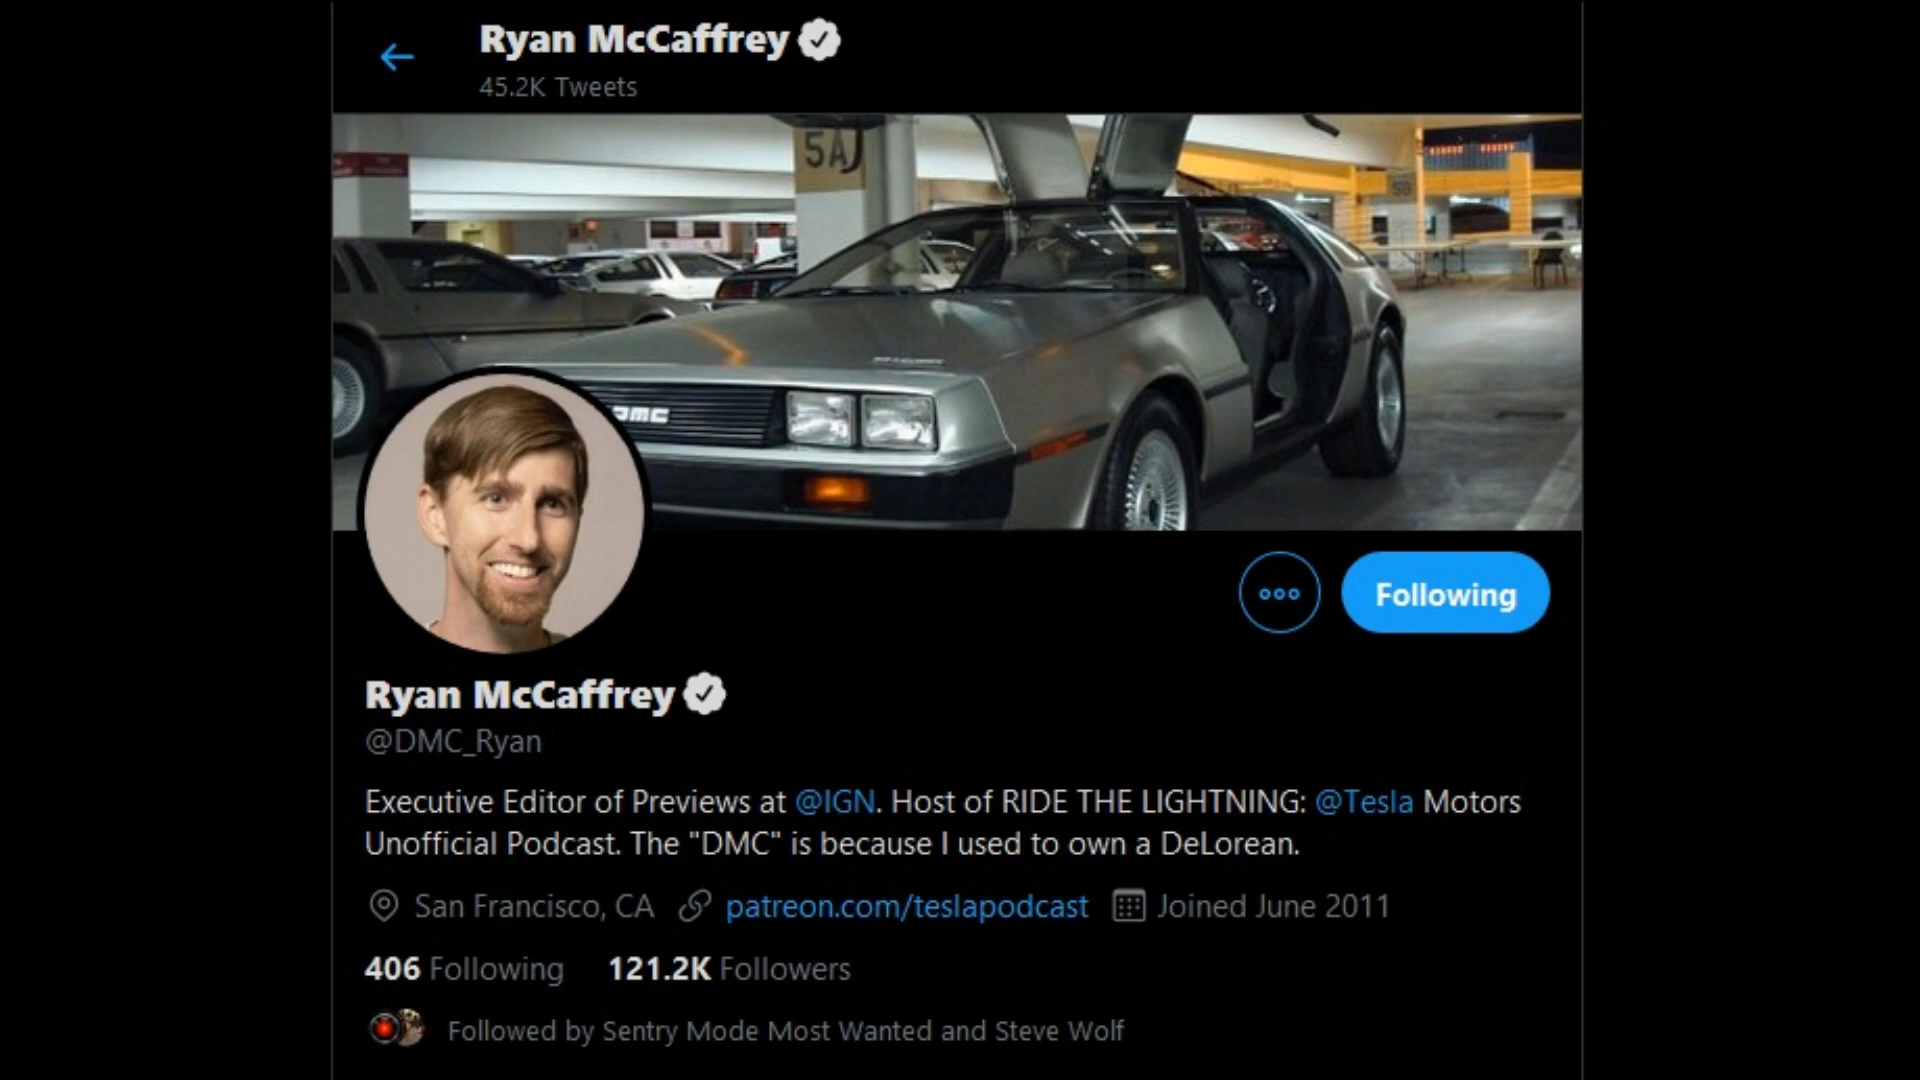 Ryan McCaffrey
45.2K Tweets
5A
DMC
Following
Ryan McCaffrey
@DMC_Ryan
Executive Editor of Previews at @IGN. Host of RIDE THE LIGHTNING: @Tesla Motors
Unofficial Podcast. The "DMC" is because I used to own a DeLorean.
San Francisco, CA patreon.com/teslapodcast Joined June 2011
406 Following 121.2K Followers
Followed by Sentry Mode Most Wanted and Steve Wolf